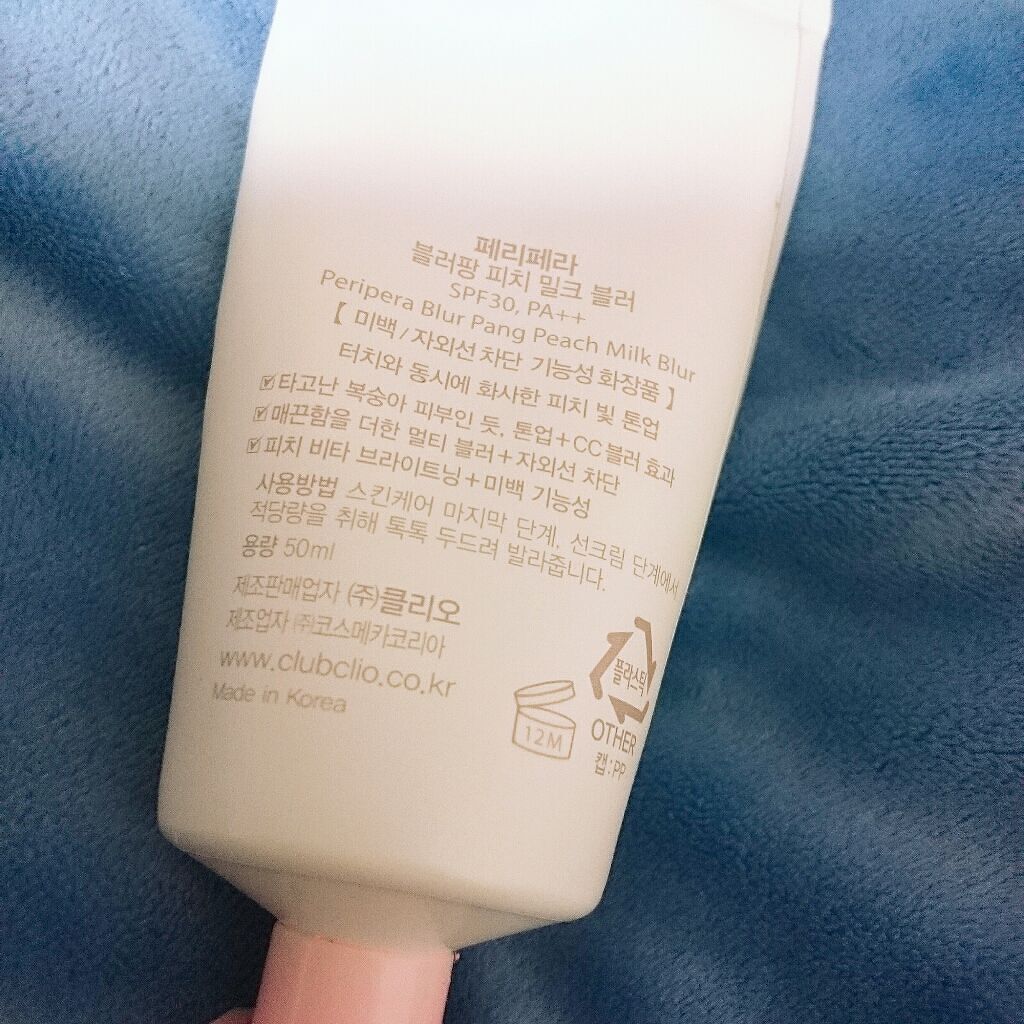 페리페라
블러팡 피치 밀크 블러
SPF30, PA++
Peripera Blur Pang Peach Milk Blur
【 미백/자외선 차단 기능성 화장품 】
터치와 동시에 화사한 피치 빛 톤업
☑타고난 복숭아 피부인 듯, 톤업+CC블러 효과
☑매끈함을 더한 멀티 블러+자외선 차단
☑피치 비타 브라이트닝+미백 기능성
사용방법 스킨케어 마지막 단계, 선크림 단계에서
적당량을 취해 톡톡 두드려 발라줍니다.
용량 50ml
제조판매업자 (주)클리오
제조업자 ㈜코스메카코리아
www.clubclio.co.kr
Made in Korea
12M
플라스틱
OTHER
캡:PP